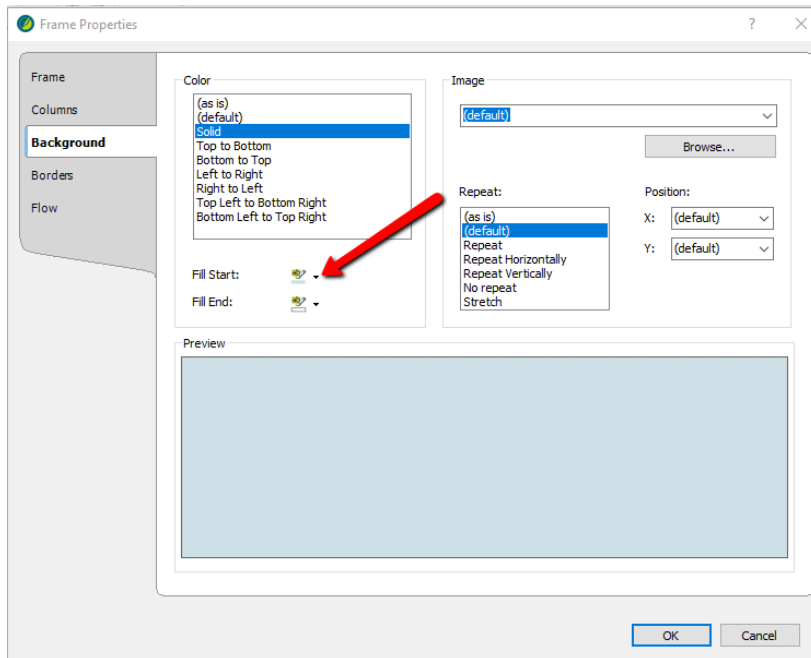 Frame Properties
?
Frame
Columns
Background
Borders
Flow
Color
(as is)
(default)
Solid
Top to Bottom
Bottom to Top
Left to Right
Right to Left
Top Left to Bottom Right
Bottom Left to Top Right
Fill Start:
Fill End:
Image
(default)
Browse...
Repeat:
(as is)
(default)
Repeat
Repeat Horizontally
Repeat Vertically
No repeat
Stretch
Position:
X: (default)
Y: (default)
Preview
OK
Cancel